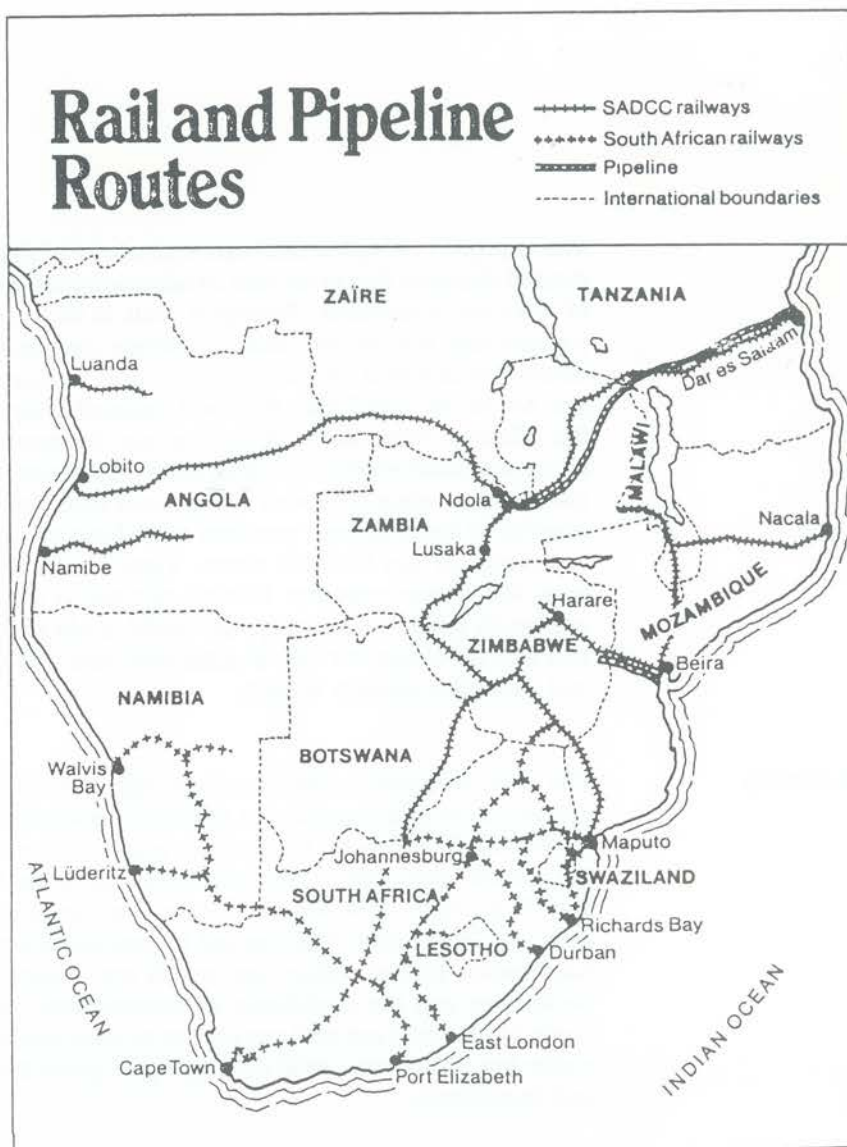 Rail and Pipeline
Routes
SADCC railways
South African railways
Pipeline
International boundaries
ZAÏRE
TANZANIA
Dar es Salaam
Luanda
Lobito
ANGOLA
ZAMBIA
Ndola
MALAWI
Lusaka
Nacala
Namibe
Harare
MOZAMBIQUE
ZIMBABWE
Beira
NAMIBIA
BOTSWANA
Walvis
Bay
Johannesburg
Maputo
Lüderitz
SWAZILAND
SOUTH AFRICA
ATLANTIC OCEAN
Richards Bay
LESOTHO
Durban
INDIAN OCEAN
East London
Cape Town
Port Elizabeth